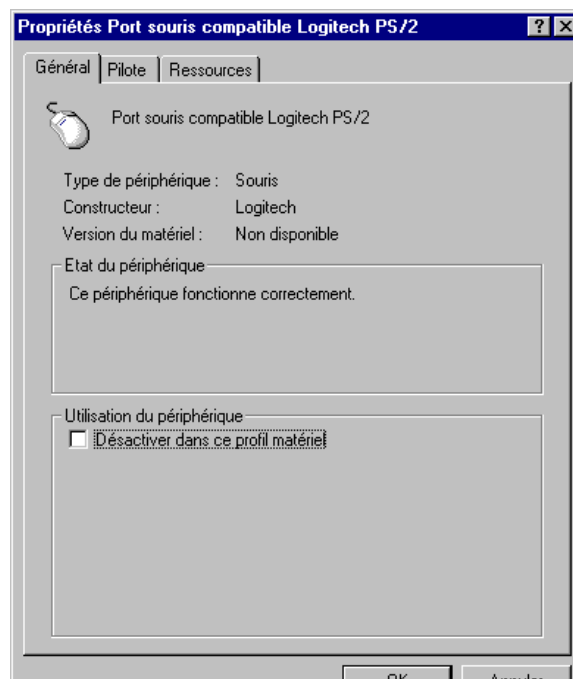 Propriétés Port souris compatible Logitech PS/2
Général Pilote Ressources
Port souris compatible Logitech PS/2
Type de périphérique : Souris
Constructeur : Logitech
Version du matériel : Non disponible
Etat du périphérique
Ce périphérique fonctionne correctement.
Utilisation du périphérique
Désactiver dans ce profil matériel
OK Annuler